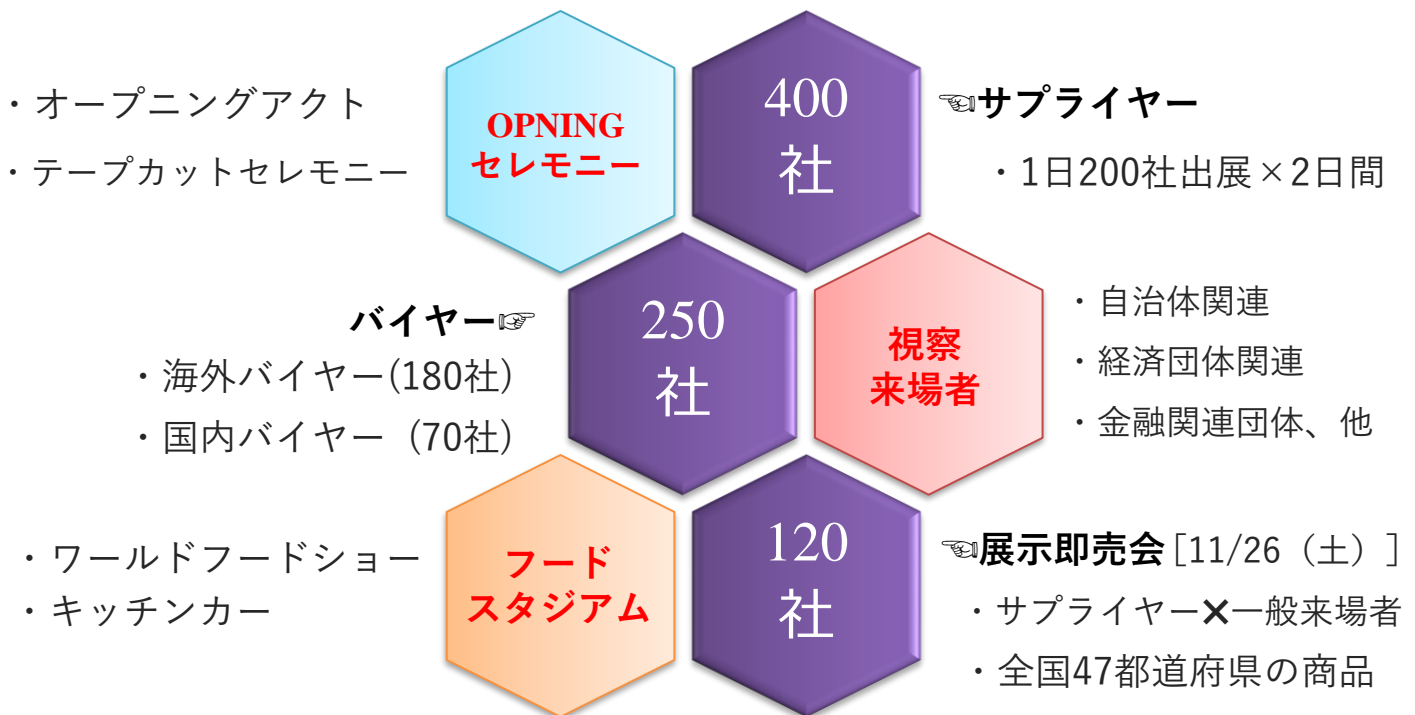 ・オープニングアクト
・テープカットセレモニー
OPNING
セレモニー
400
社
☜サプライヤー
・1日200社出展×2日間
バイヤー☞
・海外バイヤー(180社)
・国内バイヤー（70社）
250
社
視察
来場者
・自治体関連
・経済団体関連
・金融関連団体、他
・ワールドフードショー
・キッチンカー
フード
スタジアム
120
社
☜展示即売会［11/26（土）］
・サプライヤー✖一般来場者
・全国47都道府県の商品